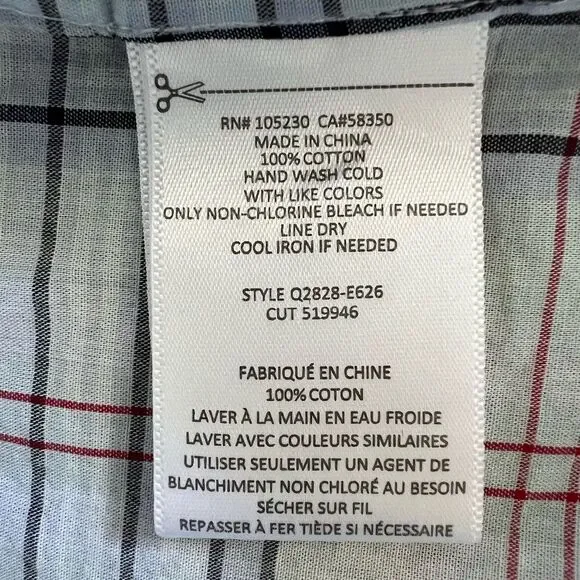 RN# 105230 CA#58350
MADE IN CHINA
100% COTTON
HAND WASH COLD
WITH LIKE COLORS
ONLY NON-CHLORINE BLEACH IF NEEDED
LINE DRY
COOL IRON IF NEEDED
STYLE Q2828-E626
CUT 519946
FABRIQUÉ EN CHINE
100% COTON
LAVER À LA MAIN EN EAU FROIDE
LAVER AVEC COULEURS SIMILAIRES
UTILISER SEULEMENT UN AGENT DE
BLANCHIMENT NON CHLORÉ AU BESOIN
SÉCHER SUR FIL
REPASSER À FER TIÈDE SI NÉCESSAIRE